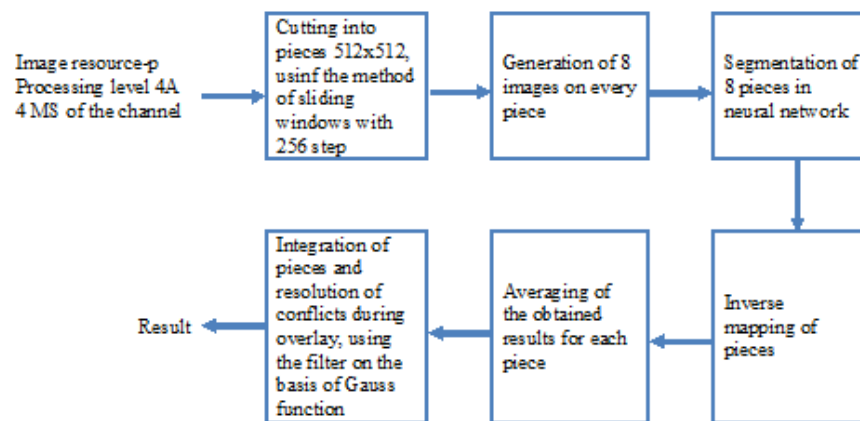 Image resource-p
Processing level 4A
4 MS of the channel
Cutting into
pieces 512x512,
usinf the method
of sliding
windows with
256 step
Generation of 8
images on every
piece
Segmentation of
8 pieces in
neural network
Inverse
mapping of
pieces
Averaging of
the obtained
results for each
piece
Integration of
pieces and
resolution of
conflicts during
overlay, using
the filter on the
basis of Gauss
function
Result